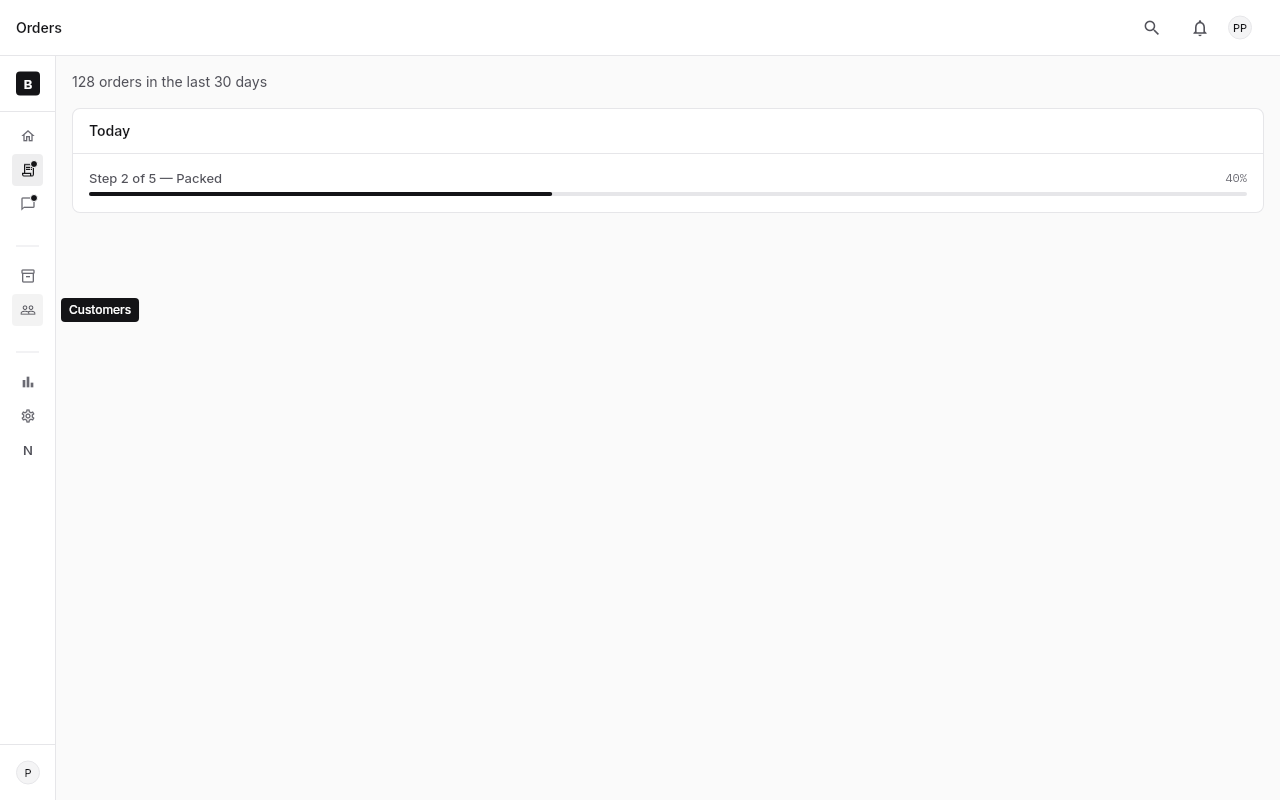 Orders
PP
B
128 orders in the last 30 days
Today
Step 2 of 5 — Packed
40%
Customers
N
P